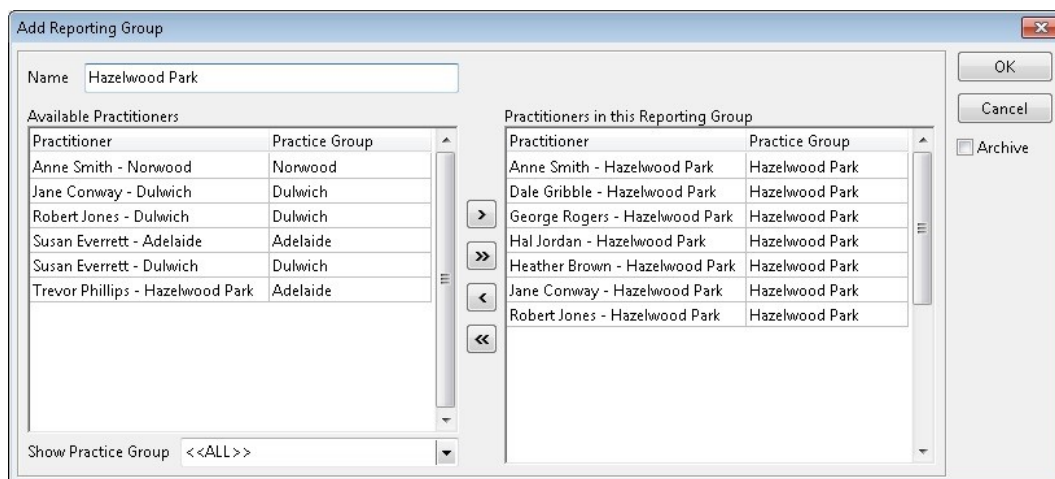 Add Reporting Group
Name Hazelwood Park
OK
Cancel
Archive
Available Practitioners
Practitioner Practice Group
Anne Smith - Norwood Norwood
Jane Conway - Dulwich Dulwich
Robert Jones - Dulwich Dulwich
Susan Everrett - Adelaide Adelaide
Susan Everrett - Dulwich Dulwich
Trevor Phillips - Hazelwood Park Adelaide
Show Practice Group <<ALL>>
> 
>>
<
<<
Practitioners in this Reporting Group
Practitioner Practice Group
Anne Smith - Hazelwood Park Hazelwood Park
Dale Gribble - Hazelwood Park Hazelwood Park
George Rogers - Hazelwood Park Hazelwood Park
Hal Jordan - Hazelwood Park Hazelwood Park
Heather Brown - Hazelwood Park Hazelwood Park
Jane Conway - Hazelwood Park Hazelwood Park
Robert Jones - Hazelwood Park Hazelwood Park